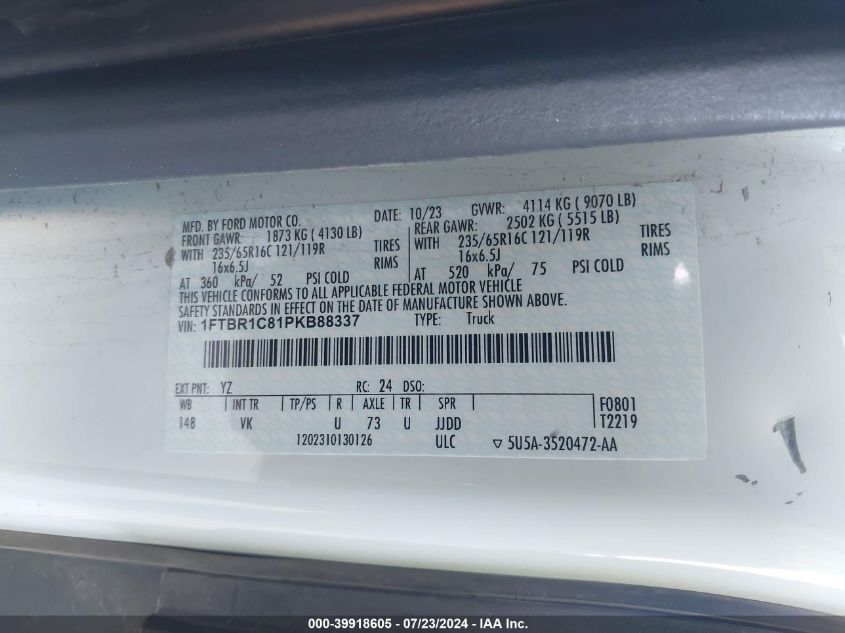 MFD. BY FORD MOTOR CO. DATE: 10/23 GVWR: 4114 KG ( 9070 LB)
FRONT GAWR: 1873 KG ( 4130 LB) REAR GAWR: 2502 KG ( 5515 LB)
WITH 235/65R16C 121/119R TIRES WITH 235/65R16C 121/119R TIRES
16x6.5J RIMS 16x6.5J RIMS
AT 360 kPa/ 52 PSI COLD AT 520 kPa/ 75 PSI COLD
THIS VEHICLE CONFORMS TO ALL APPLICABLE FEDERAL MOTOR VEHICLE
SAFETY STANDARDS IN EFFECT ON THE DATE OF MANUFACTURE SHOWN ABOVE.
VIN: 1FTBR1C81PKB88337 TYPE: Truck
EXT PNT: YZ RC: 24 DSO:
WB INT TR TP/PS R AXLE TR SPR F0801
148 VK U 73 U JJDD T2219
1202310130126 ULC ▽ 5U5A-3520472-AA
000-39918605 / 07/23/2024 - IAA Inc.